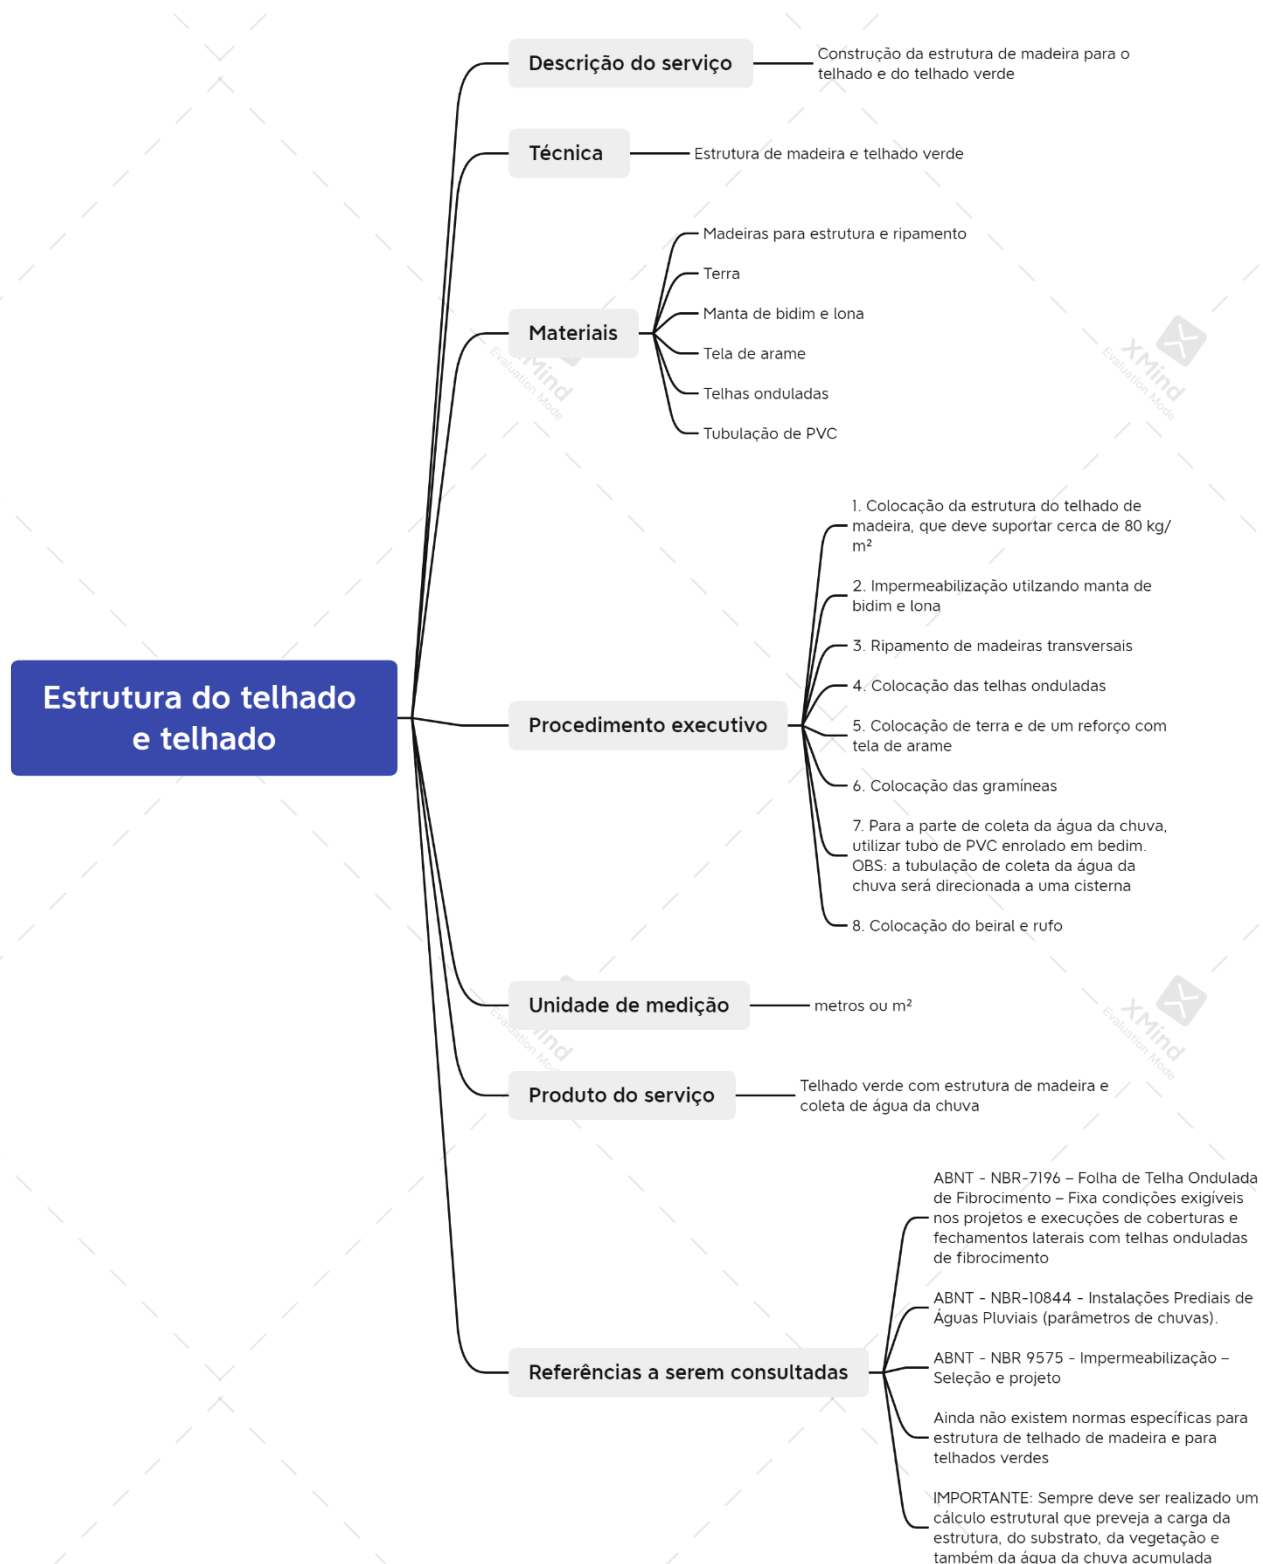 Descrição do serviço
Construção da estrutura de madeira para o
telhado e do telhado verde
Técnica
Estrutura de madeira e telhado verde
Materiais
Madeiras para estrutura e ripamento
Terra
Manta de bidim e lona
Tela de arame
Telhas onduladas
Tubulação de PVC
XMind
Evaluation Mode
XMind
Evaluation Mode
Estrutura do telhado
e telhado
Procedimento executivo
1. Colocação da estrutura do telhado de
madeira, que deve suportar cerca de 80 kg/
m²
2. Impermeabilização utilzando manta de
bidim e lona
3. Ripamento de madeiras transversais
4. Colocação das telhas onduladas
5. Colocação de terra e de um reforço com
tela de arame
6. Colocação das gramíneas
7. Para a parte de coleta da água da chuva,
utilizar tubo de PVC enrolado em bedim.
OBS: a tubulação de coleta da água da
chuva será direcionada a uma cisterna
8. Colocação do beiral e rufo
Unidade de medição
metros ou m²
XMind
Evaluation Mode
Produto do serviço
Telhado verde com estrutura de madeira e
coleta de água da chuva
Referências a serem consultadas
ABNT - NBR-7196 – Folha de Telha Ondulada
de Fibrocimento – Fixa condições exigíveis
nos projetos e execuções de coberturas e
fechamentos laterais com telhas onduladas
de fibrocimento
ABNT - NBR-10844 - Instalações Prediais de
Águas Pluviais (parâmetros de chuvas).
ABNT - NBR 9575 - Impermeabilização –
Seleção e projeto
Ainda não existem normas específicas para
estrutura de telhado de madeira e para
telhados verdes
IMPORTANTE: Sempre deve ser realizado um
cálculo estrutural que preveja a carga da
estrutura, do substrato, da vegetação e
também da água da chuva acumulada